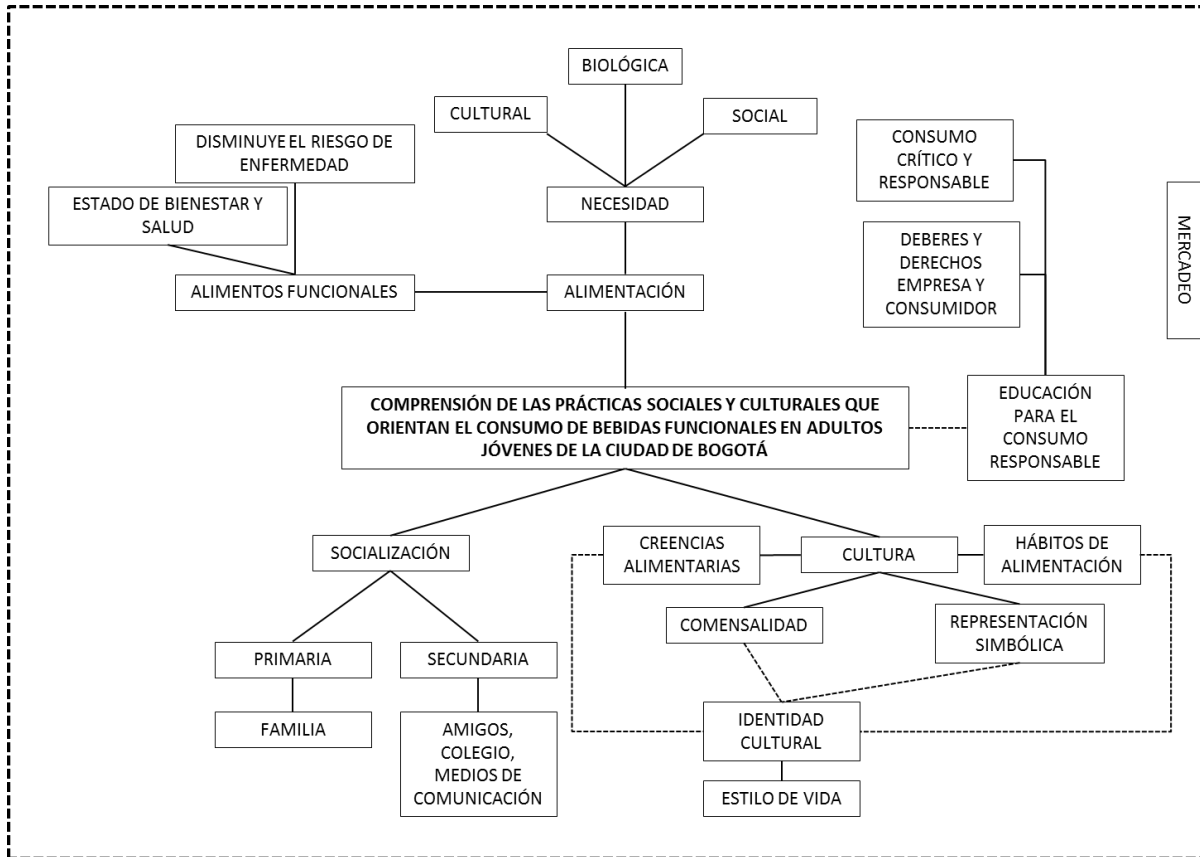 BIOLÓGICA
CULTURAL
SOCIAL
DISMINUYE EL RIESGO DE
ENFERMEDAD
CONSUMO
CRÍTICO Y
RESPONSABLE
ESTADO DE BIENESTAR Y
SALUD
NECESIDAD
MERCADEO
DEBERES Y
DERECHOS
EMPRESA Y
CONSUMIDOR
ALIMENTOS FUNCIONALES
ALIMENTACIÓN
COMPRENSIÓN DE LAS PRÁCTICAS SOCIALES Y CULTURALES QUE
ORIENTAN EL CONSUMO DE BEBIDAS FUNCIONALES EN ADULTOS
JÓVENES DE LA CIUDAD DE BOGOTÁ
EDUCACIÓN
PARA EL
CONSUMO
RESPONSABLE
SOCIALIZACIÓN
CREENCIAS
ALIMENTARIAS
CULTURA
HÁBITOS DE
ALIMENTACIÓN
COMENSALIDAD
REPRESENTACIÓN
SIMBÓLICA
PRIMARIA
SECUNDARIA
FAMILIA
AMIGOS,
COLEGIO,
MEDIOS DE
COMUNICACIÓN
IDENTIDAD
CULTURAL
ESTILO DE VIDA